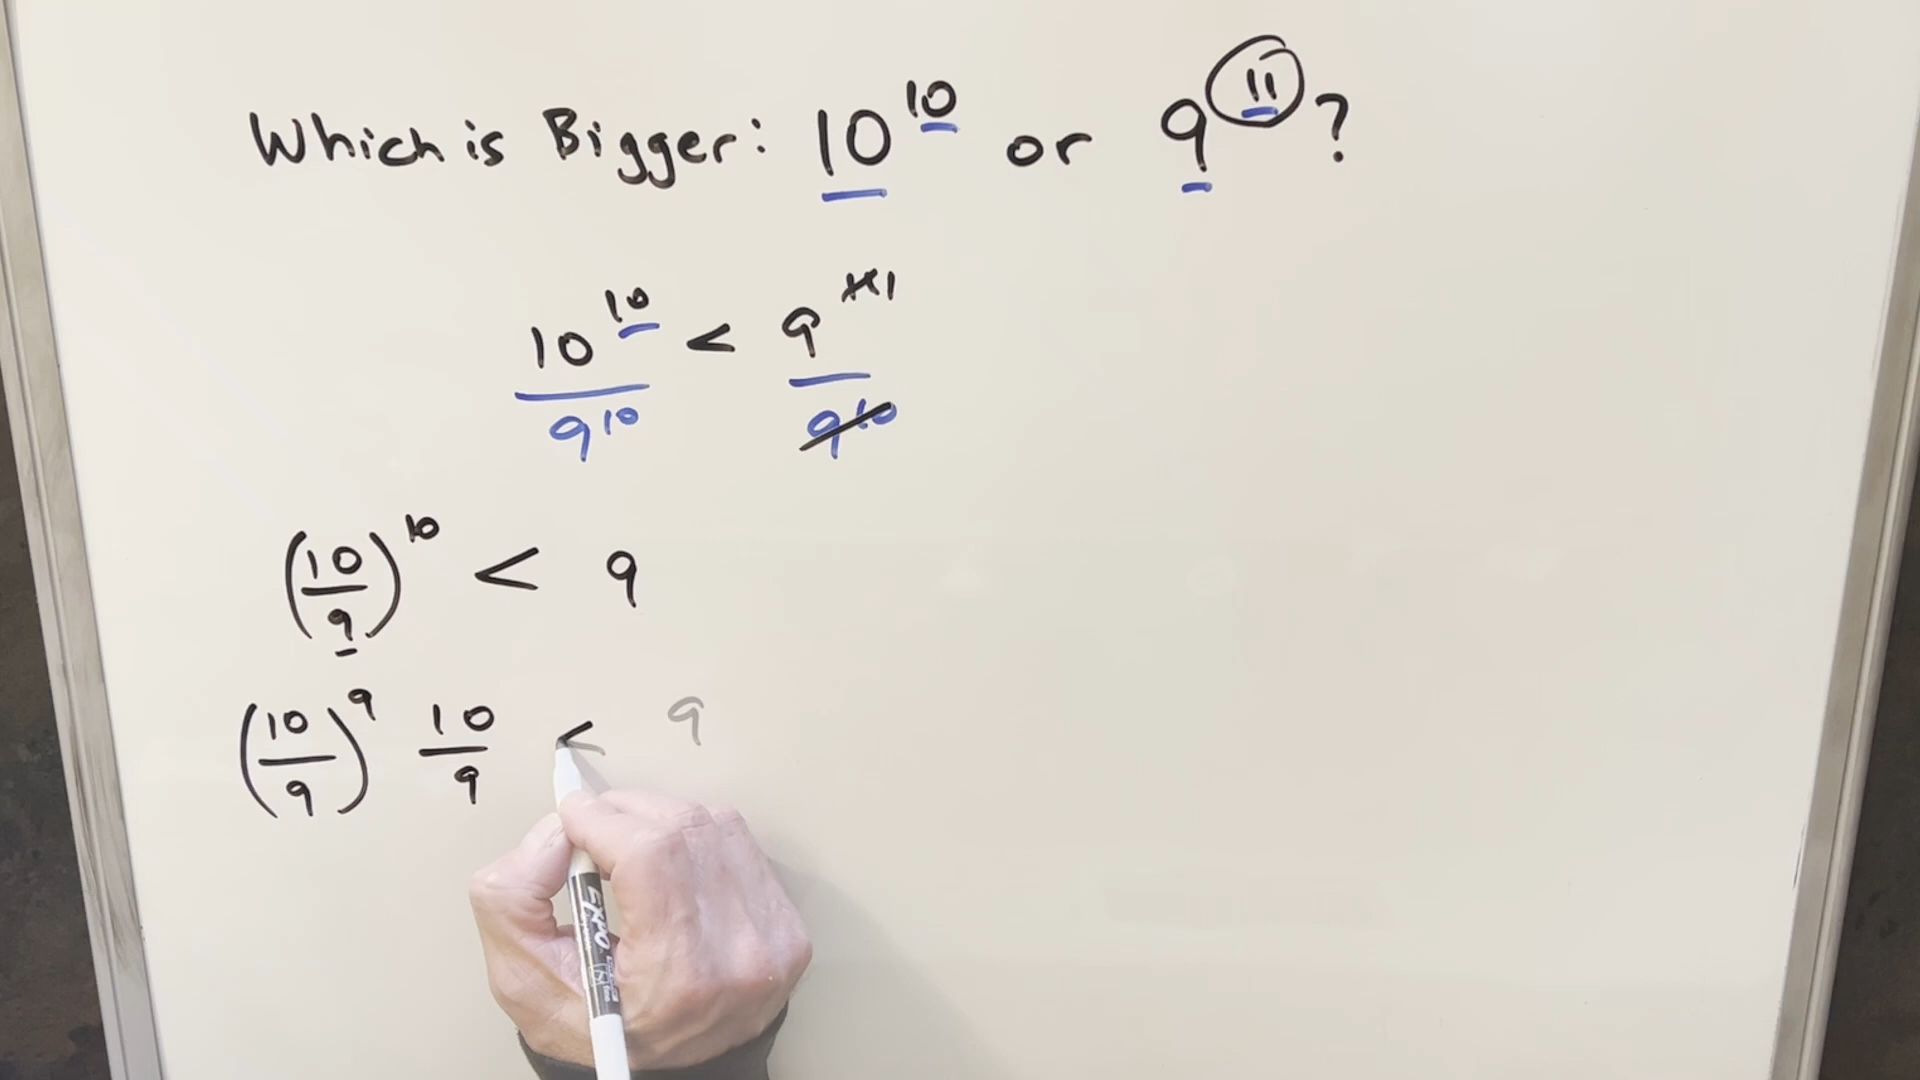 Which is Bigger: 10^10 or 9^11?
10^10 / 9^10 < 9^11 / 9^10
(10/9)^10 < 9
(10/9)^9 10/9 < 9
EXPO